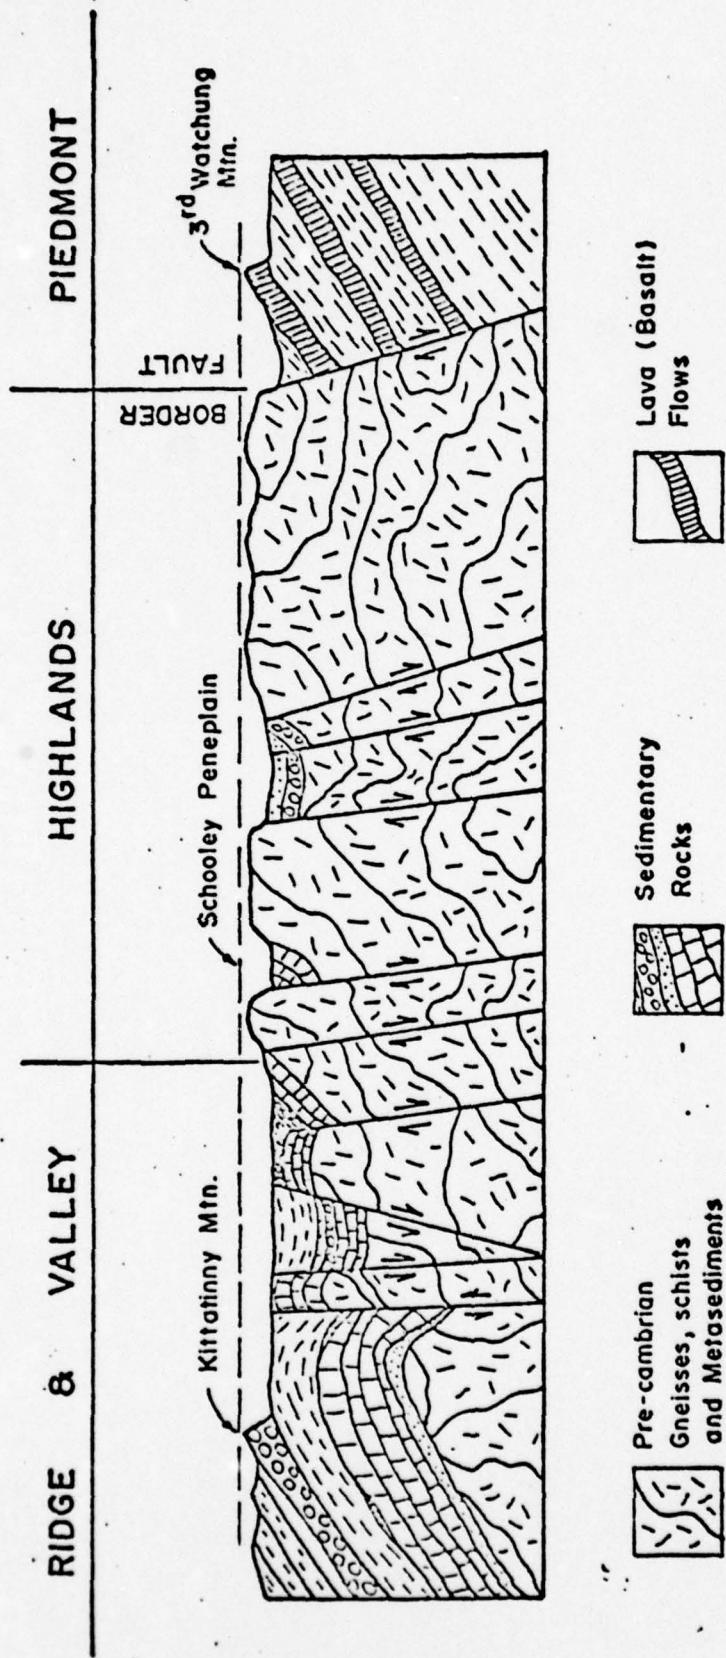 RIDGE & VALLEY
HIGHLANDS
PIEDMONT
Kittatinny Mtn.
Schooley Peneplain
BORDER FAULT
3rd Watchung
Mtn.
Pre-cambrian
Gneisses, schists
and Metasediments
Sedimentary
Rocks
Lava (Basalt)
Flows